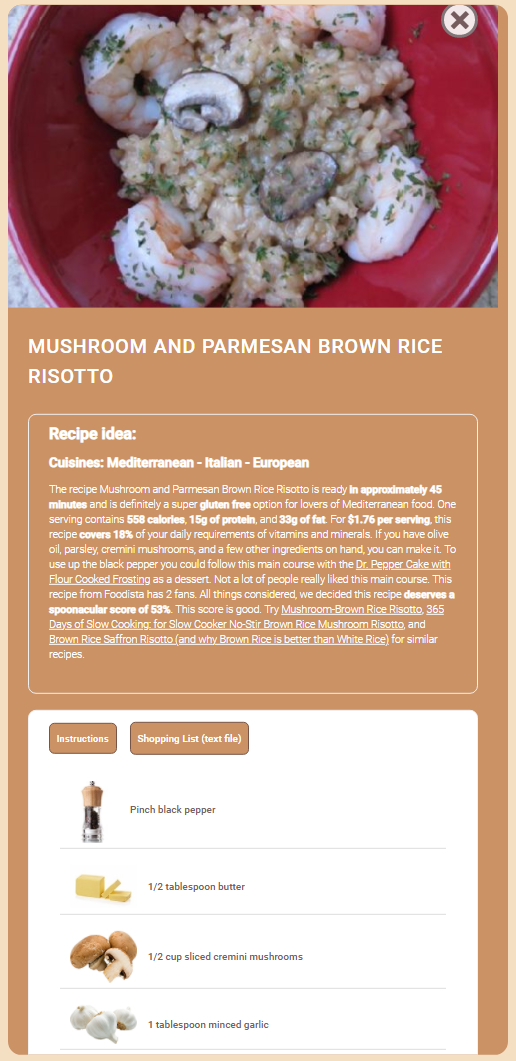 MUSHROOM AND PARMESAN BROWN RICE
RISOTTO
Recipe idea:
Cuisines: Mediterranean - Italian - European
The recipe Mushroom and Parmesan Brown Rice Risotto is ready in approximately 45
minutes and is definitely a super gluten free option for lovers of Mediterranean food. One
serving contains 558 calories, 15g of protein, and 33g of fat. For $1.76 per serving, this
recipe covers 18% of your daily requirements of vitamins and minerals. If you have olive
oil, parsley, cremini mushrooms, and a few other ingredients on hand, you can make it. To
use up the black pepper you could follow this main course with the Dr. Pepper Cake with
Flour Cooked Frosting as a dessert. Not a lot of people really liked this main course. This
recipe from Foodista has 2 fans. All things considered, we decided this recipe deserves a
spoonacular score of 53%. This score is good. Try Mushroom-Brown Rice Risotto, 365
Days of Slow Cooking: for Slow Cooker No-Stir Brown Rice Mushroom Risotto, and
Brown Rice Saffron Risotto (and why Brown Rice is better than White Rice) for similar
recipes.
Instructions
Shopping List (text file)
Pinch black pepper
1/2 tablespoon butter
1/2 cup sliced cremini mushrooms
1 tablespoon minced garlic